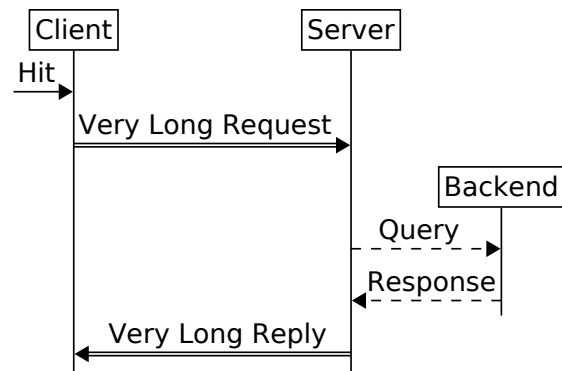 Client
Server
Hit
Very Long Request
Backend
Query
Response
Very Long Reply